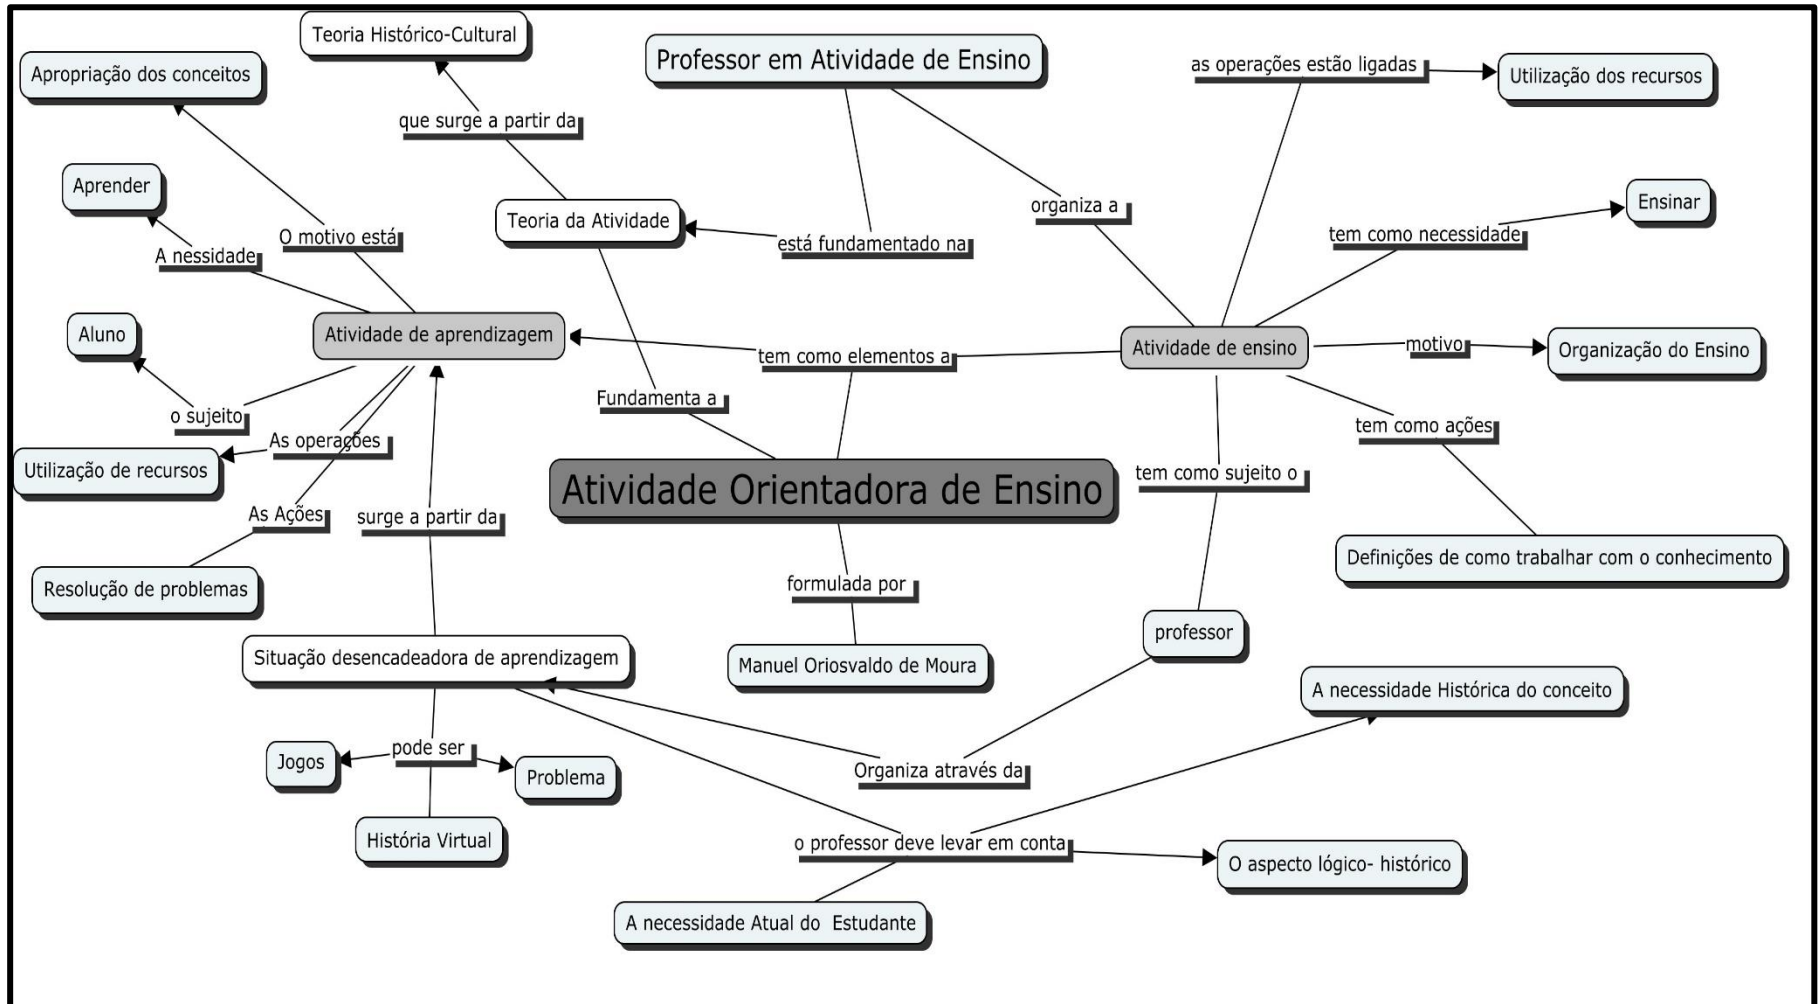 Teoria Histórico-Cultural
Professor em Atividade de Ensino
as operações estão ligadas
Utilização dos recursos
Apropriação dos conceitos
que surge a partir da
Aprender
Teoria da Atividade
organiza a
Ensinar
A nessidade
O motivo está
está fundamentado na
tem como necessidade
Aluno
Atividade de aprendizagem
tem como elementos a
Atividade de ensino
motivo
Organização do Ensino
o sujeito
Fundamenta a
tem como ações
As operações
Utilização de recursos
Atividade Orientadora de Ensino
tem como sujeito o
As Ações
surge a partir da
Definições de como trabalhar com o conhecimento
Resolução de problemas
formulada por
professor
Situação desencadeadora de aprendizagem
Manuel Oriosvaldo de Moura
A necessidade Histórica do conceito
Jogos
pode ser
Problema
Organiza através da
História Virtual
o professor deve levar em conta
O aspecto lógico- histórico
A necessidade Atual do  Estudante